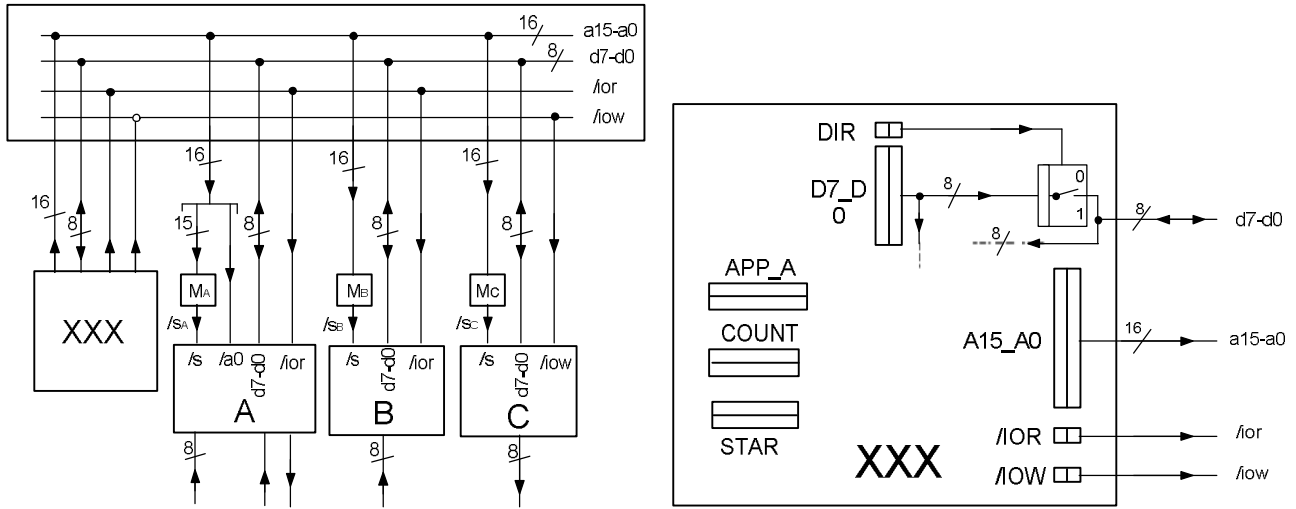 16 a15-a0
8 d7-d0
/ior
/iow
16 16 16
16 8 15 8 8 8
MA MB Mc
XXX
/sA /sB /sC
/s /a0 d7-d0 /ior
/s d7-d0 /ior
/s d7-d0 /iow
A B C
8 8 8
DIR
0
D7_D
0
8
1
8 d7-d0
8
APP_A
COUNT
A15_A0
16 a15-a0
STAR
/IOR /ior
XXX
/IOW /iow